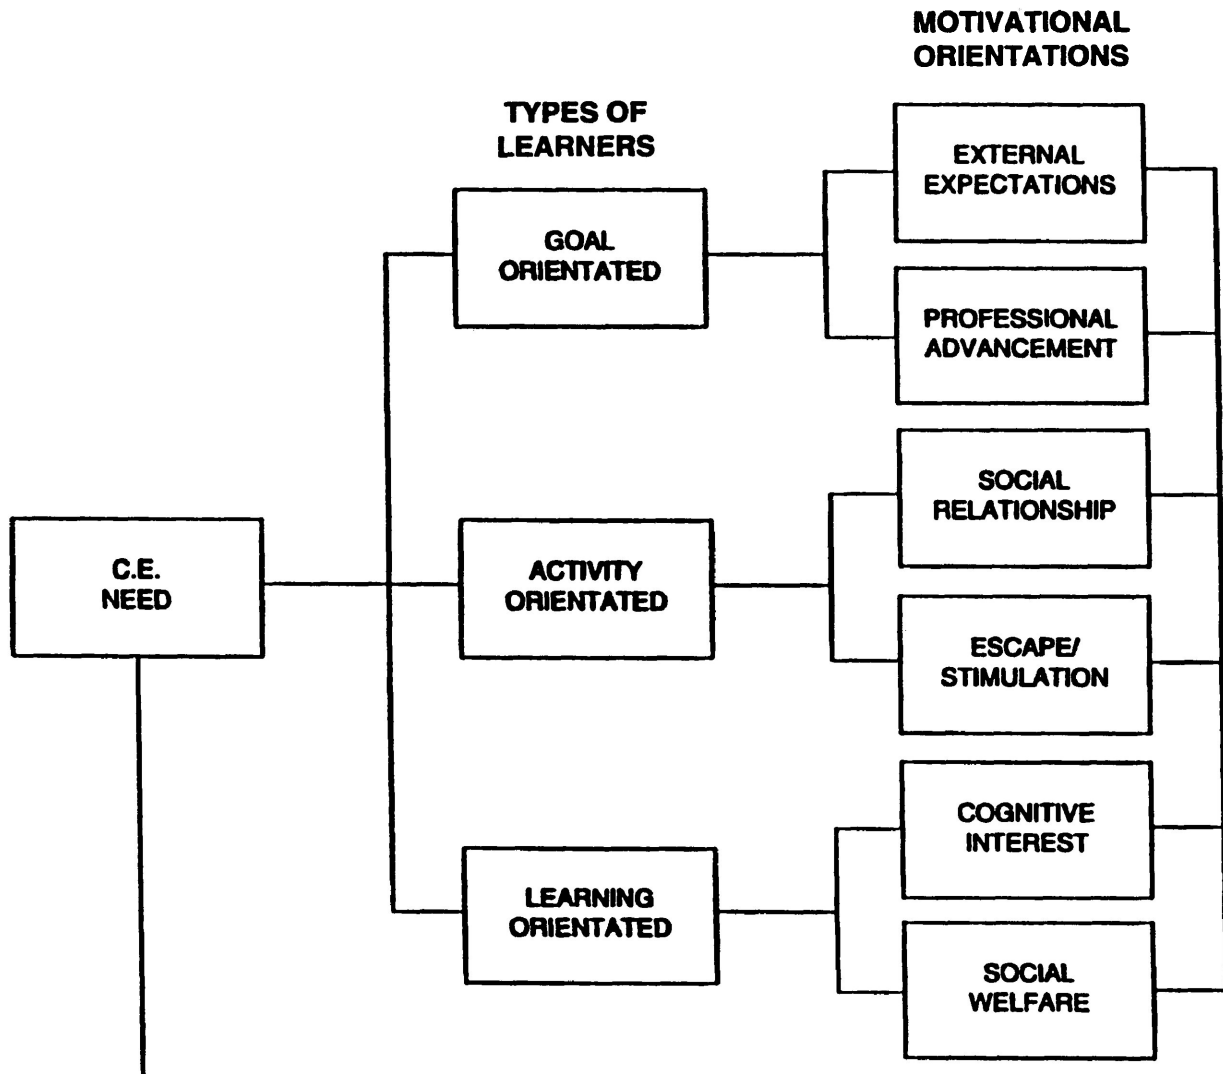 MOTIVATIONAL
ORIENTATIONS
TYPES OF
LEARNERS
EXTERNAL
EXPECTATIONS
GOAL
ORIENTATED
PROFESSIONAL
ADVANCEMENT
SOCIAL
RELATIONSHIP
C.E.
NEED
ACTIVITY
ORIENTATED
ESCAPE/
STIMULATION
COGNITIVE
INTEREST
LEARNING
ORIENTATED
SOCIAL
WELFARE